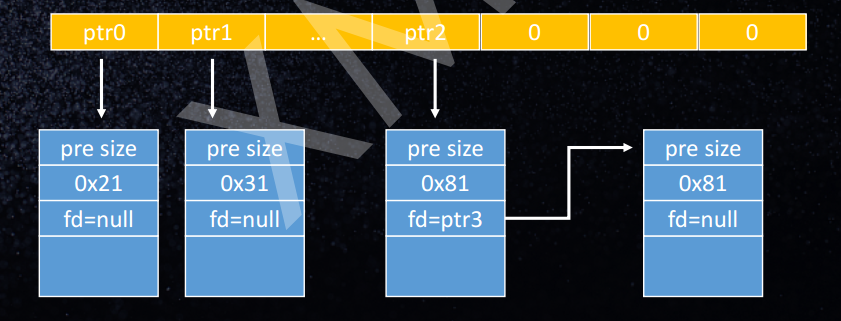 ptr0 ptr1 ... ptr2 0 0 0
pre size pre size pre size pre size
0x21 0x31 0x81 0x81
fd=null fd=null fd=ptr3 fd=null